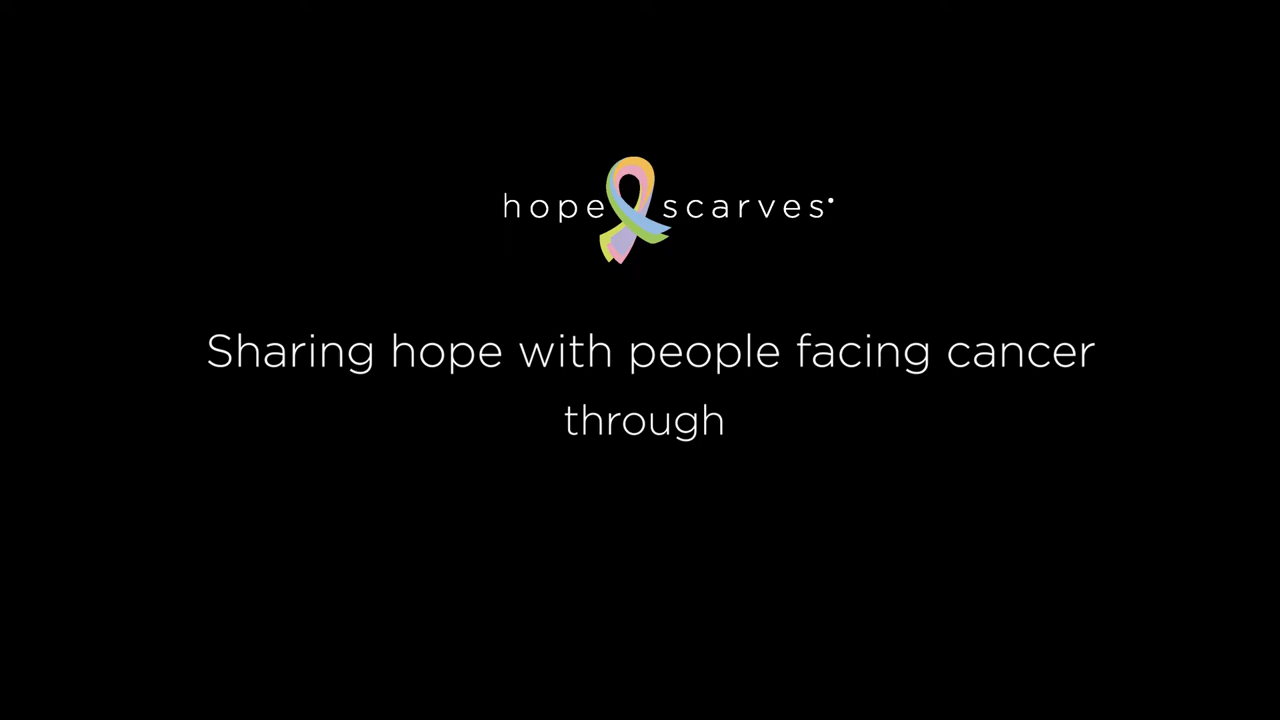 hope scarves
Sharing hope with people facing cancer
through